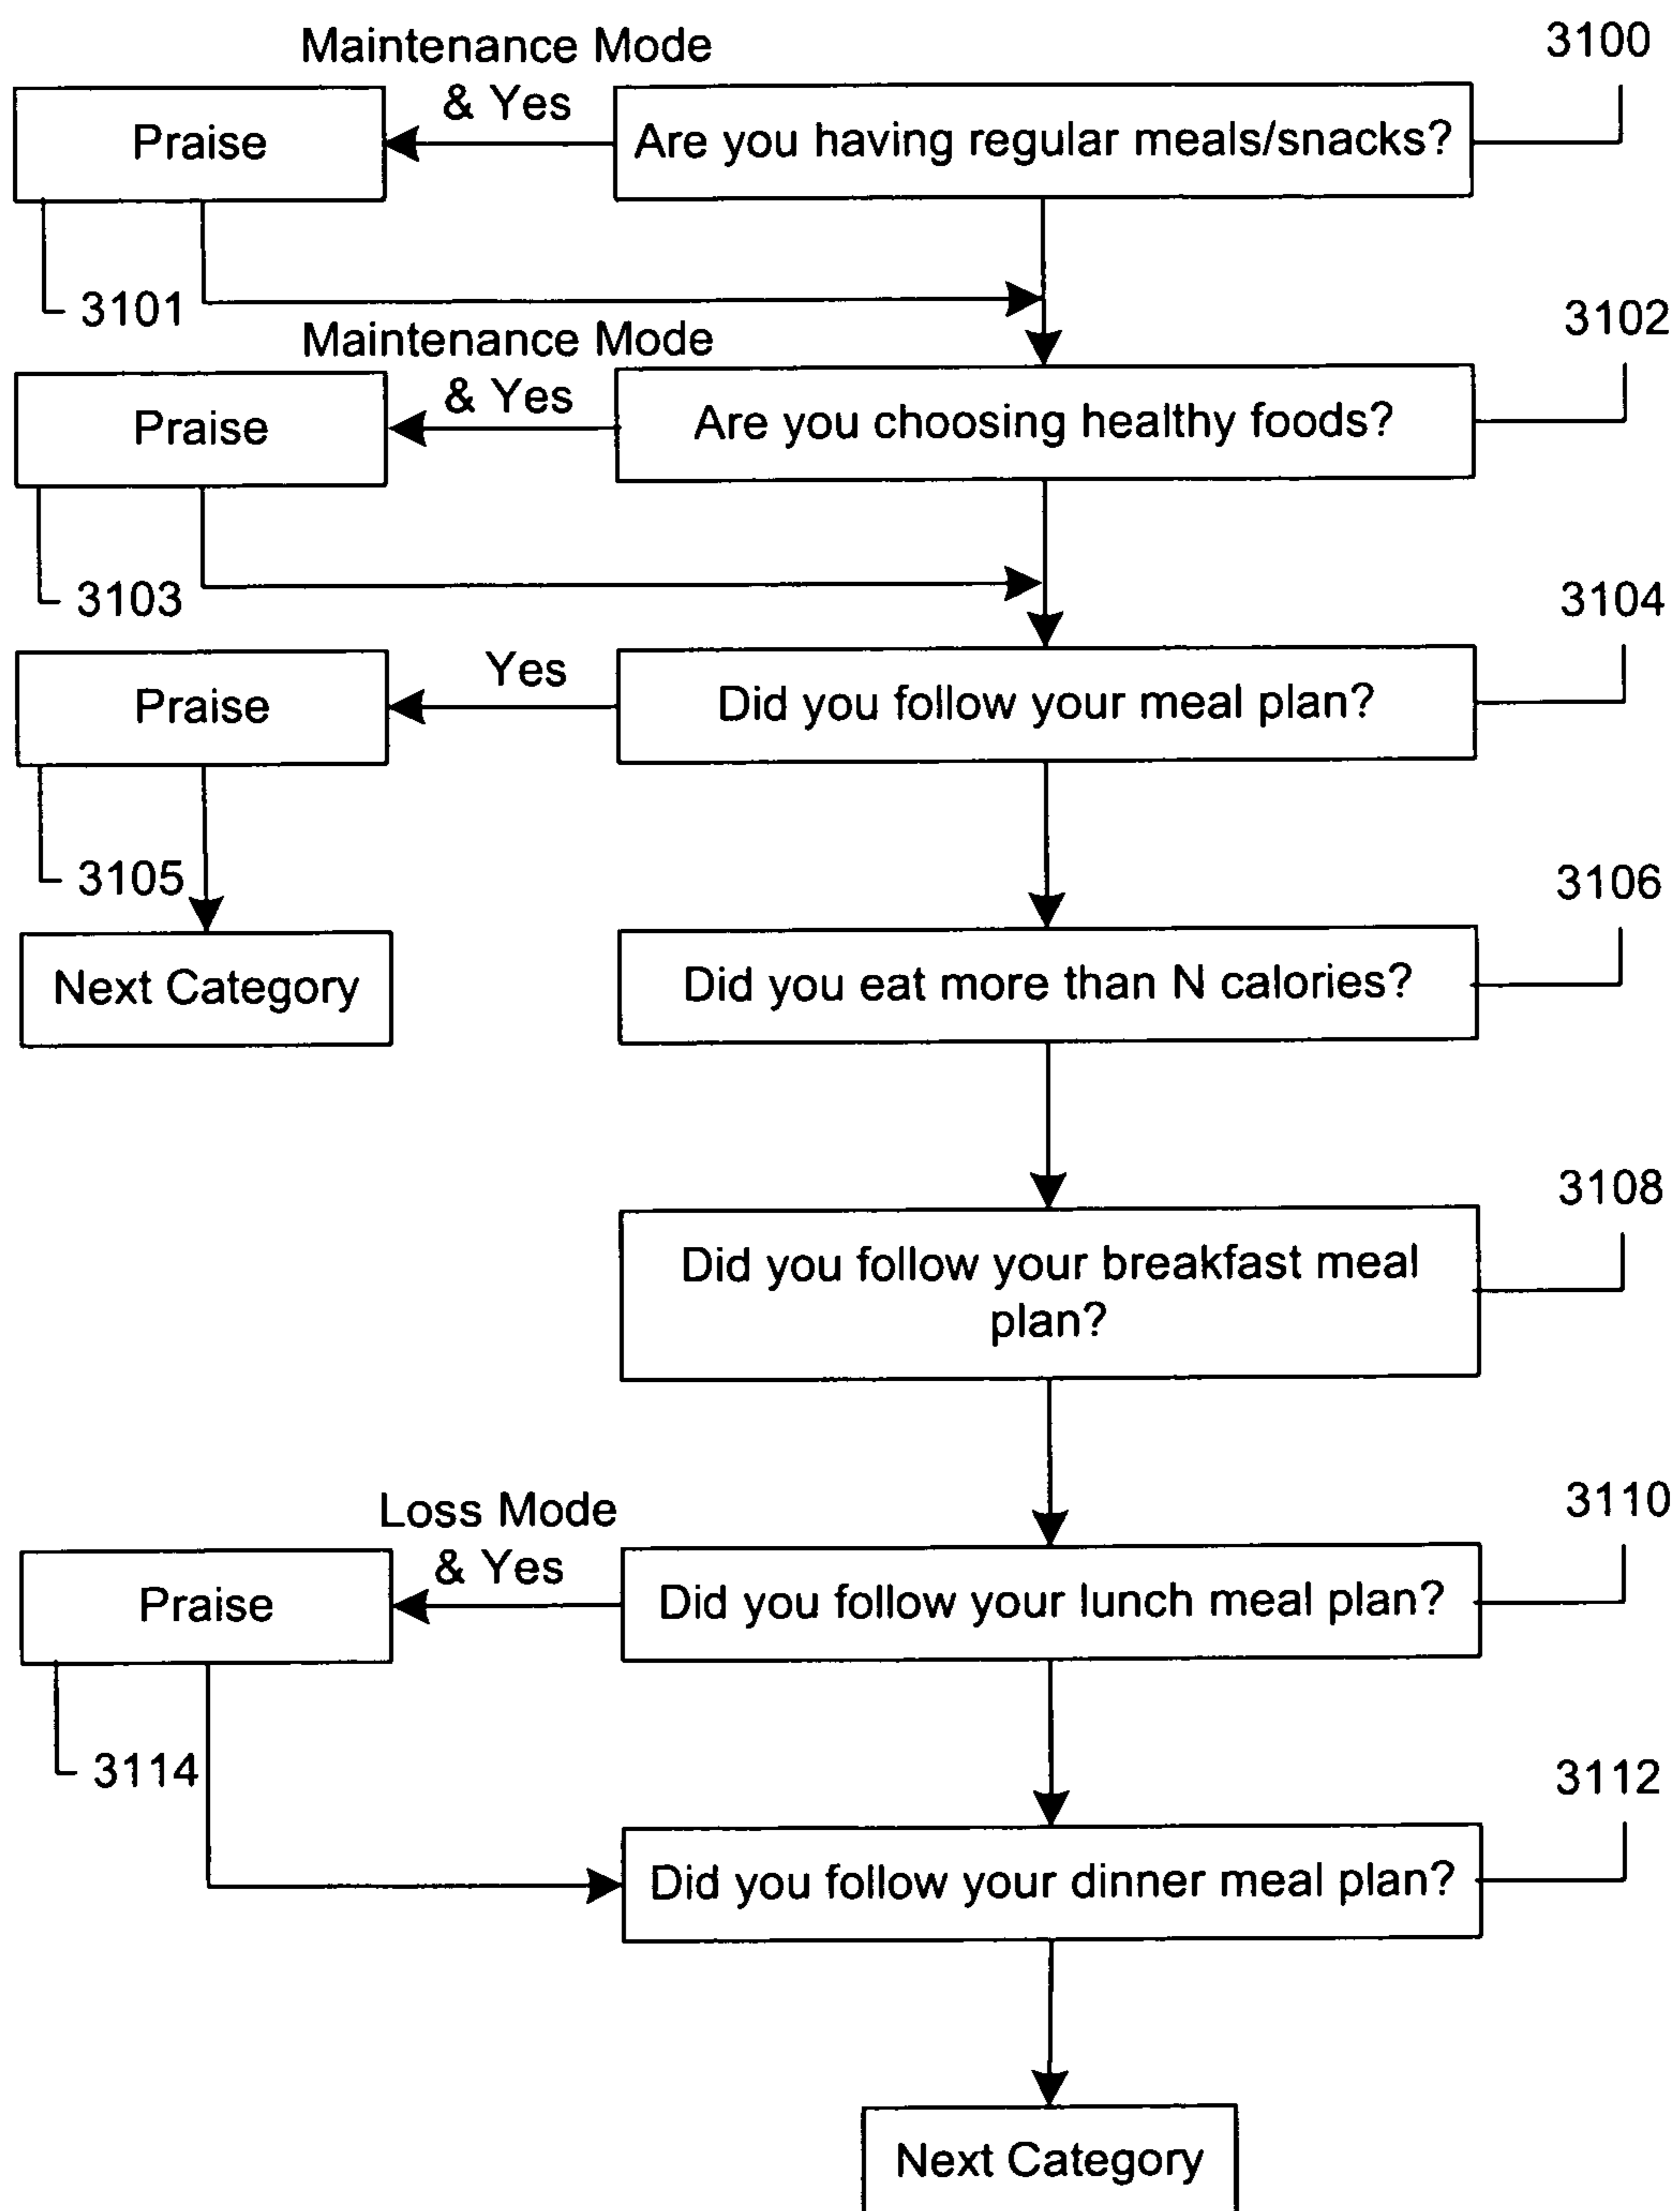 Maintenance Mode
& Yes
3100
Praise
Are you having regular meals/snacks?
3101
Maintenance Mode
& Yes
3102
Praise
Are you choosing healthy foods?
3103
3104
Yes
Praise
Did you follow your meal plan?
3105
3106
Next Category
Did you eat more than N calories?
3108
Did you follow your breakfast meal
plan?
Loss Mode
& Yes
3110
Praise
Did you follow your lunch meal plan?
3114
3112
Did you follow your dinner meal plan?
Next Category